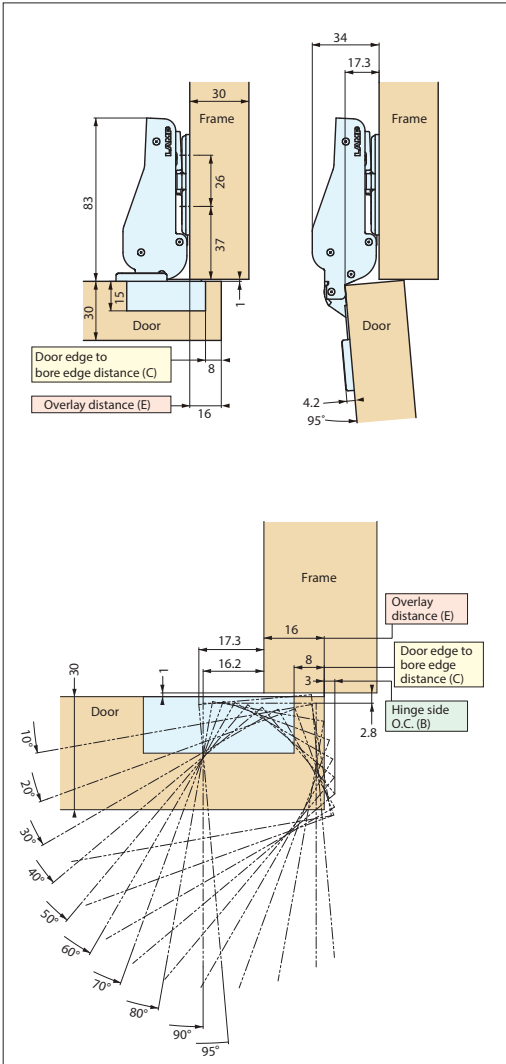 34
17.3
30
Frame
Frame
LAMP
83
26
37
15
1
30
Door
Door
Door edge to
bore edge distance (C)
8
Overlay distance (E)
16
4.2
95°
Frame
Overlay
distance (E)
17.3
16
Door edge to
bore edge
distance (C)
16.2
8
1
3
30
Door
Hinge side
O.C. (B)
2.8
10°
20°
30°
40°
50°
60°
70°
80°
90°
95°